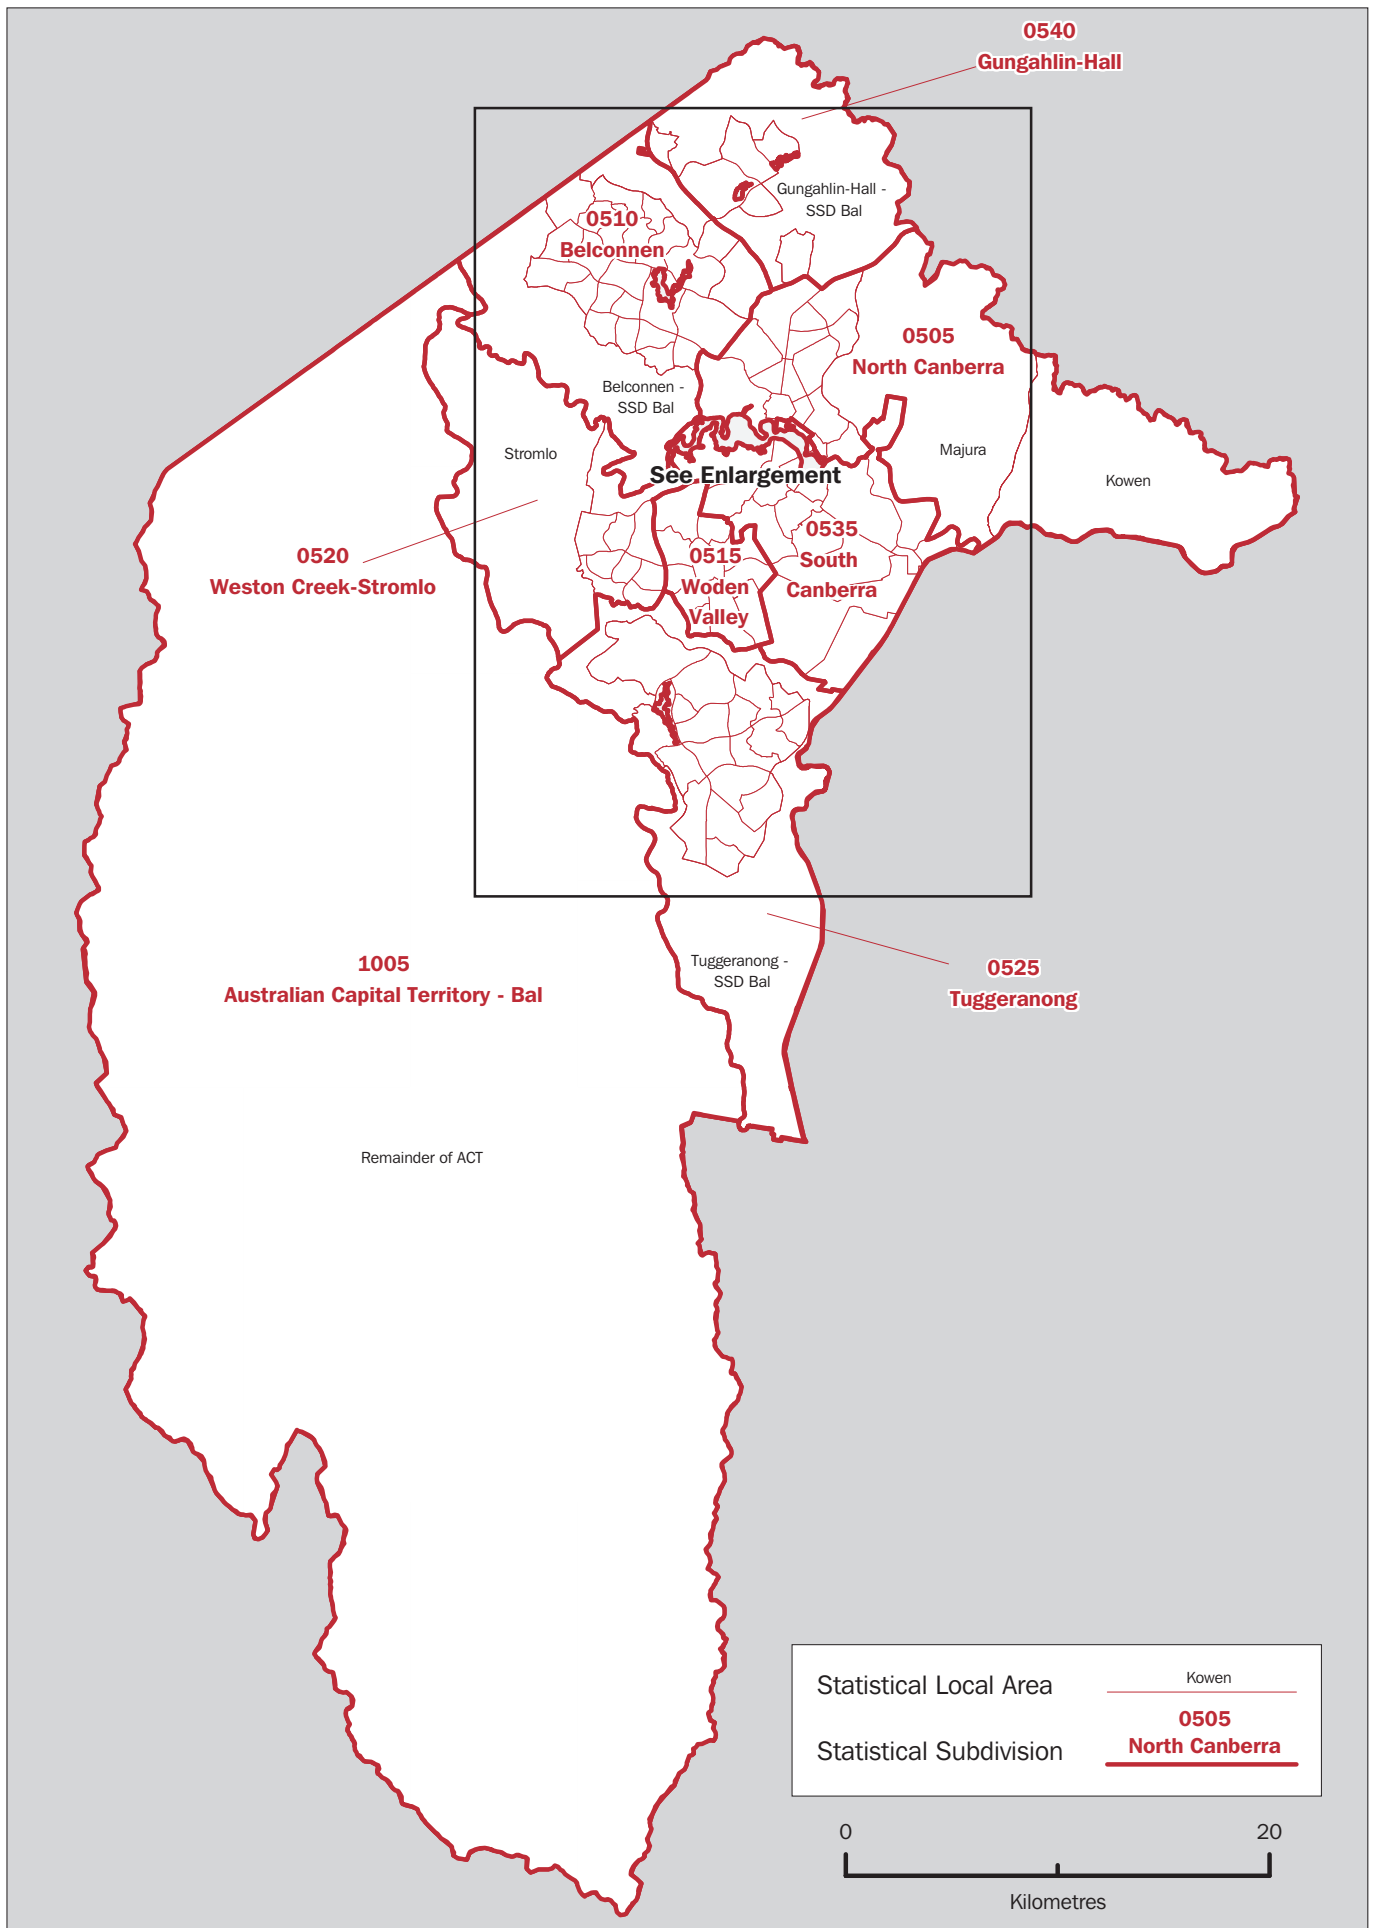 0540
Gungahlin-Hall
Gungahlin-Hall -
SSD Bal
0510
Belconnen
0505
North Canberra
Belconnen -
SSD Bal
Stromlo
Majura
See Enlargement
Kowen
0520
Weston Creek-Stromlo
0515
Woden
Valley
0535
South
Canberra
1005
Australian Capital Territory - Bal
Tuggeranong -
SSD Bal
0525
Tuggeranong
Remainder of ACT
Statistical Local Area
Kowen
Statistical Subdivision
0505
North Canberra
0
20
Kilometres